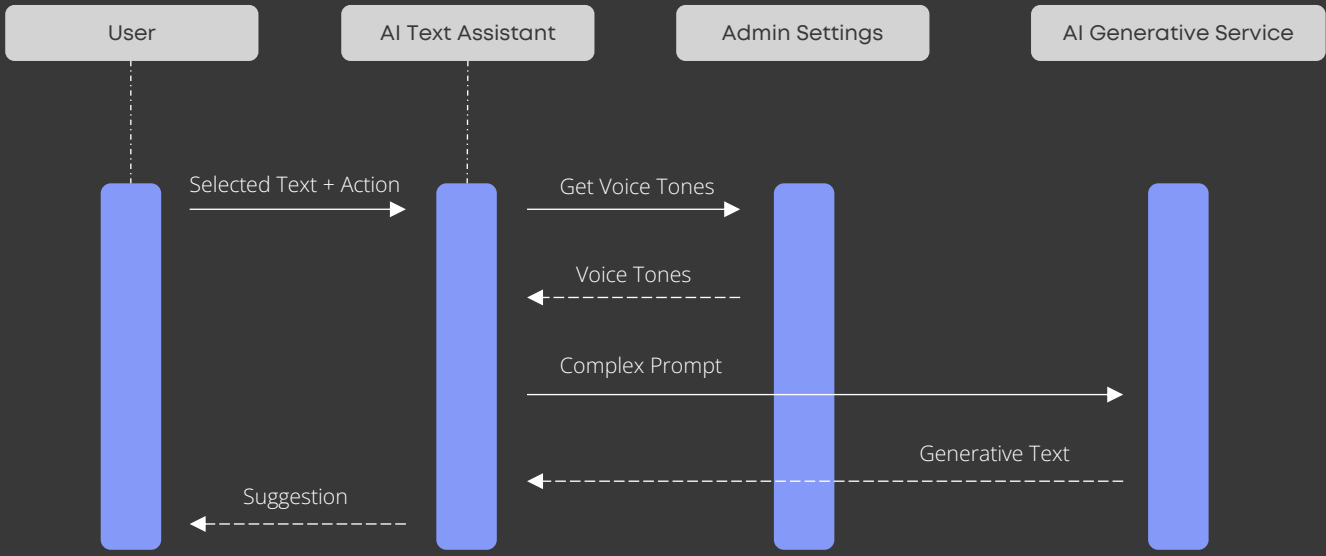 User
AI Text Assistant
Admin Settings
AI Generative Service
Selected Text + Action
Get Voice Tones
Voice Tones
Complex Prompt
Generative Text
Suggestion